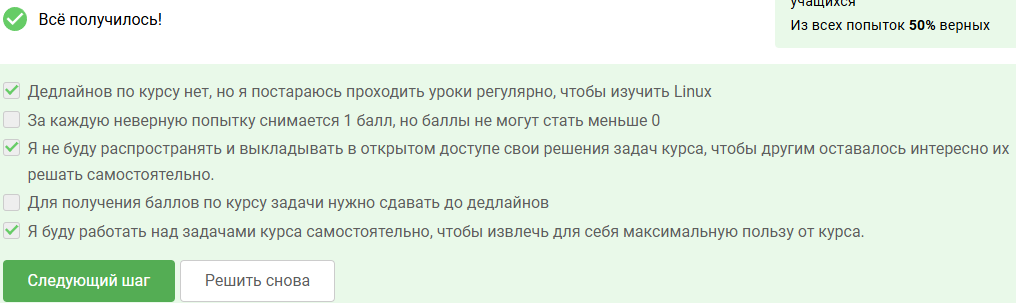 учащихся
Всё получилось!
Из всех попыток 50% верных
Дедлайнов по курсу нет, но я постараюсь проходить уроки регулярно, чтобы изучить Linux
За каждую неверную попытку снимается 1 балл, но баллы не могут стать меньше 0
Я не буду распространять и выкладывать в открытом доступе свои решения задач курса, чтобы другим оставалось интересно их
решать самостоятельно.
Для получения баллов по курсу задачи нужно сдавать до дедлайнов
Я буду работать над задачами курса самостоятельно, чтобы извлечь для себя максимальную пользу от курса.
Следующий шаг
Решить снова